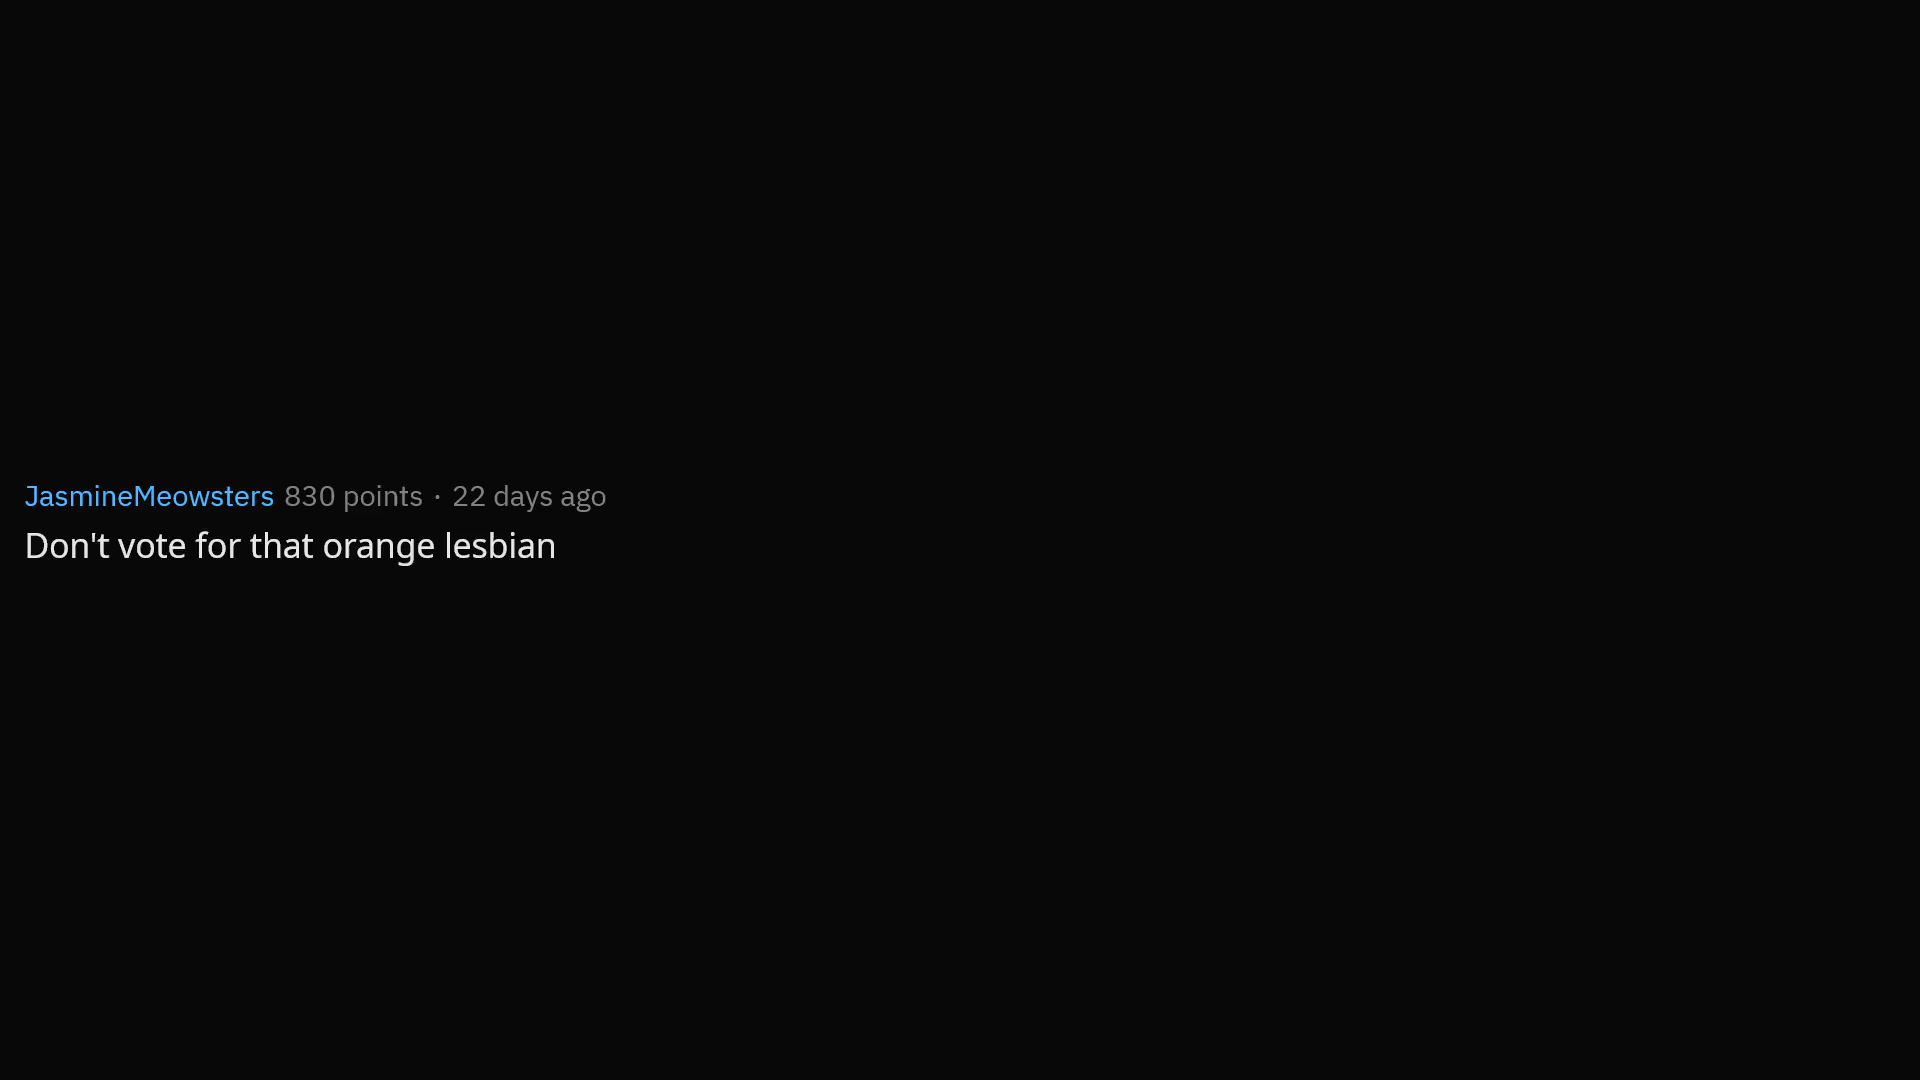 JasmineMeowsters 830 points · 22 days ago
Don't vote for that orange lesbian